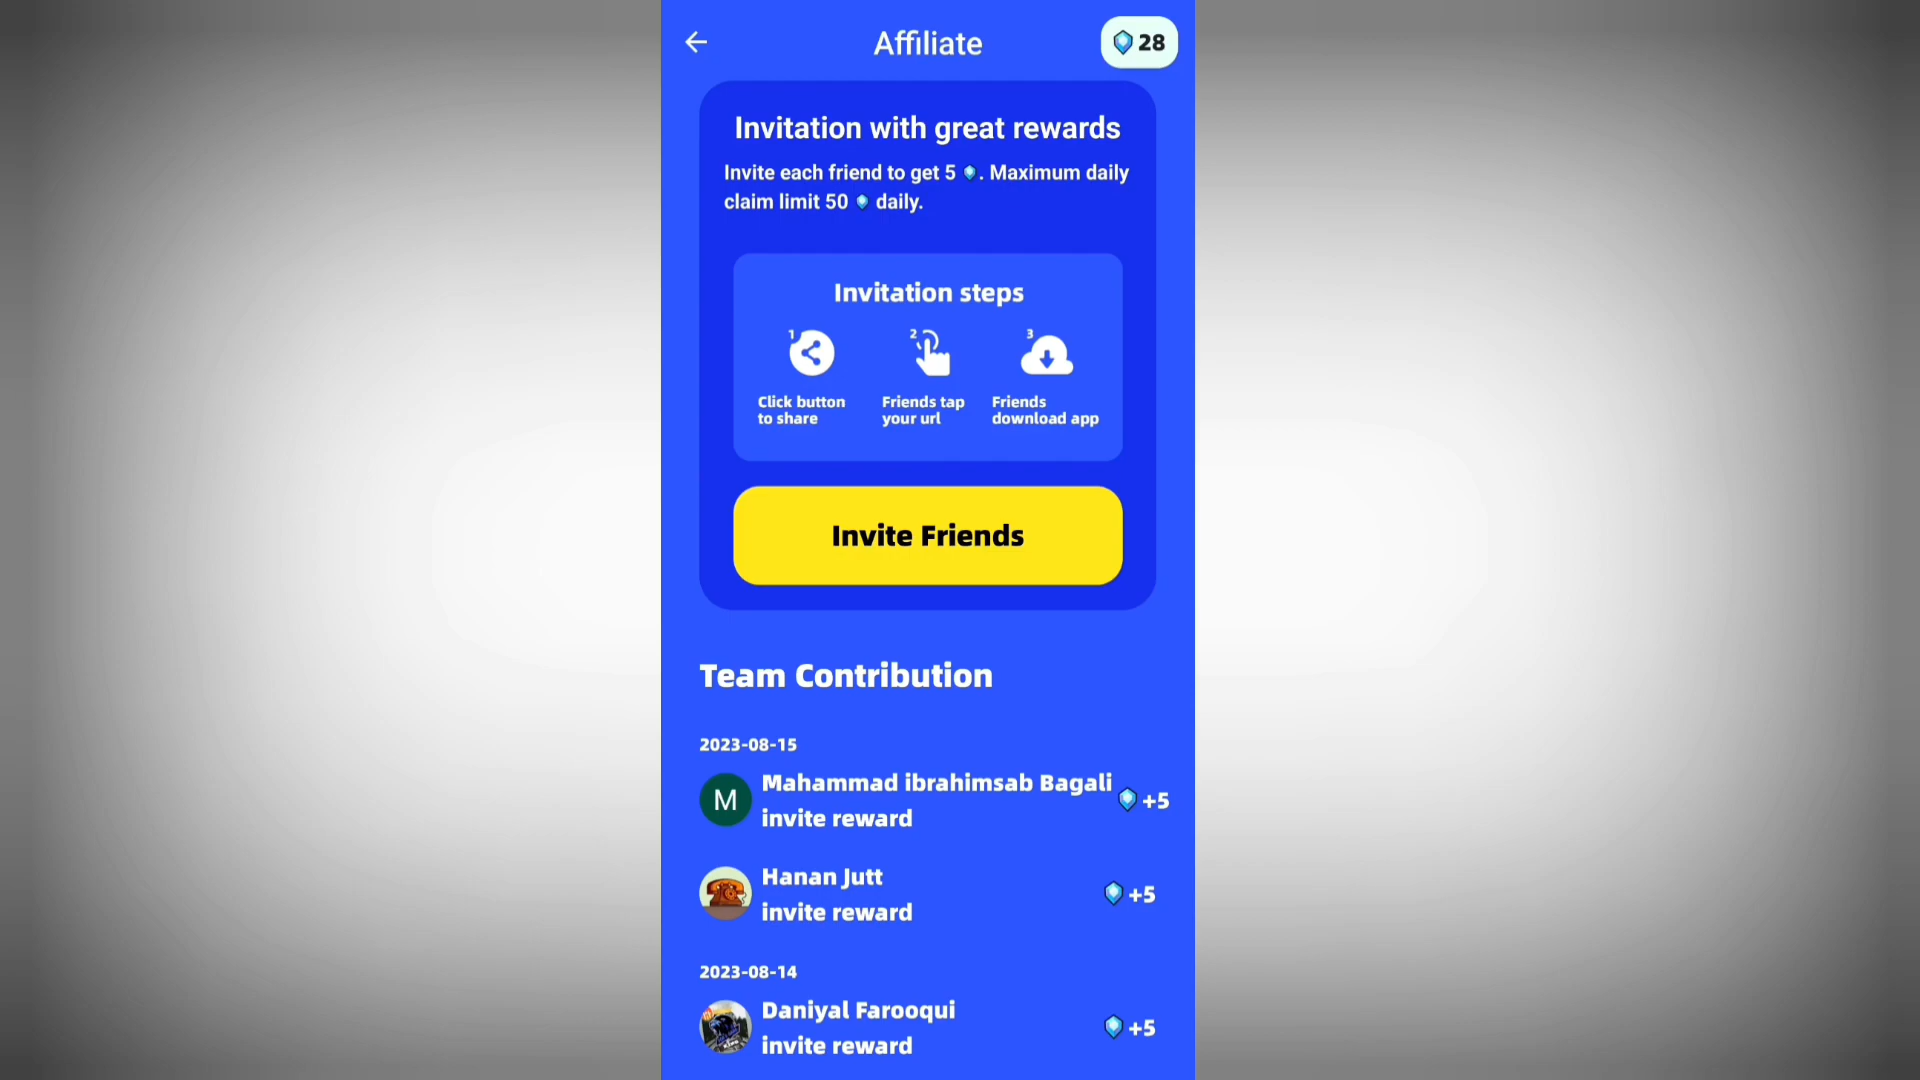 Affiliate
28
Invitation with great rewards
Invite each friend to get 5 . Maximum daily
claim limit 50 daily.
Invitation steps
1
2
3
Click button
to share
Friends tap
your url
Friends
download app
Invite Friends
Team Contribution
2023-08-15
M
Mahammad ibrahimsab Bagali
invite reward
+5
Hanan Jutt
invite reward
+5
2023-08-14
Daniyal Farooqui
invite reward
+5